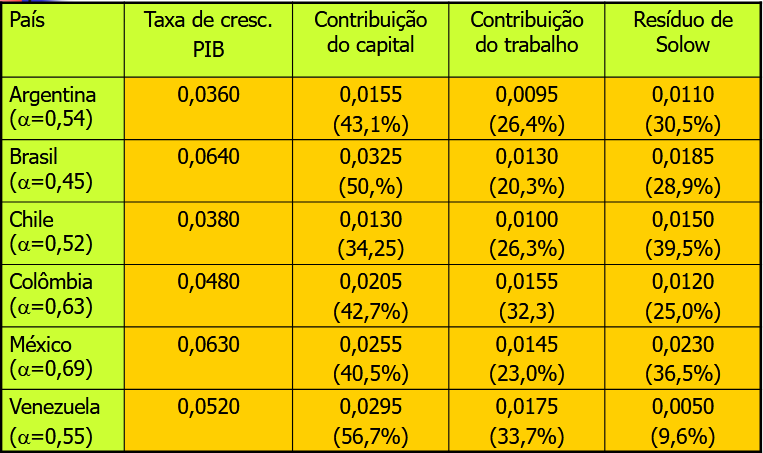 País
Taxa de cresc.
PIB
Contribuição
do capital
Contribuição
do trabalho
Resíduo de
Solow
Argentina
(α=0,54)
0,0360
0,0155
(43,1%)
0,0095
(26,4%)
0,0110
(30,5%)
Brasil
(α=0,45)
0,0640
0,0325
(50,%)
0,0130
(20,3%)
0,0185
(28,9%)
Chile
(α=0,52)
0,0380
0,0130
(34,25)
0,0100
(26,3%)
0,0150
(39,5%)
Colômbia
(α=0,63)
0,0480
0,0205
(42,7%)
0,0155
(32,3)
0,0120
(25,0%)
México
(α=0,69)
0,0630
0,0255
(40,5%)
0,0145
(23,0%)
0,0230
(36,5%)
Venezuela
(α=0,55)
0,0520
0,0295
(56,7%)
0,0175
(33,7%)
0,0050
(9,6%)